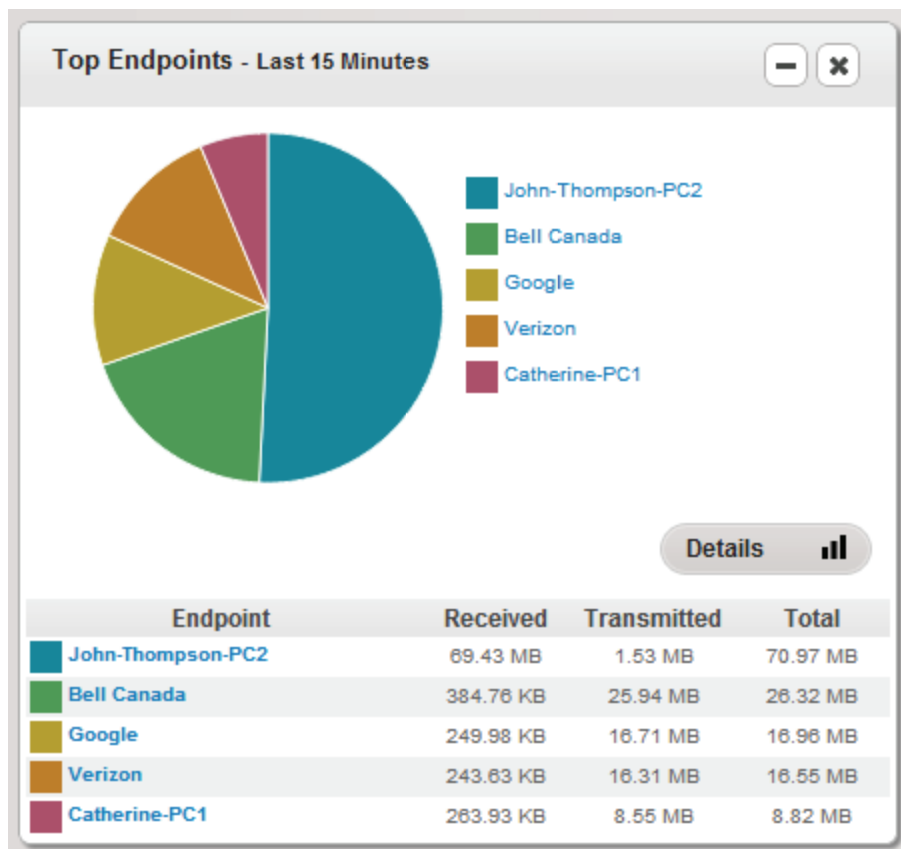 Top Endpoints - Last 15 Minutes
John-Thompson-PC2
Bell Canada
Google
Verizon
Catherine-PC1
Details
Endpoint Received Transmitted Total
John-Thompson-PC2 69.43 MB 1.53 MB 70.97 MB
Bell Canada 384.76 KB 25.94 MB 26.32 MB
Google 249.98 KB 16.71 MB 16.96 MB
Verizon 243.63 KB 16.31 MB 16.55 MB
Catherine-PC1 263.93 KB 8.55 MB 8.82 MB